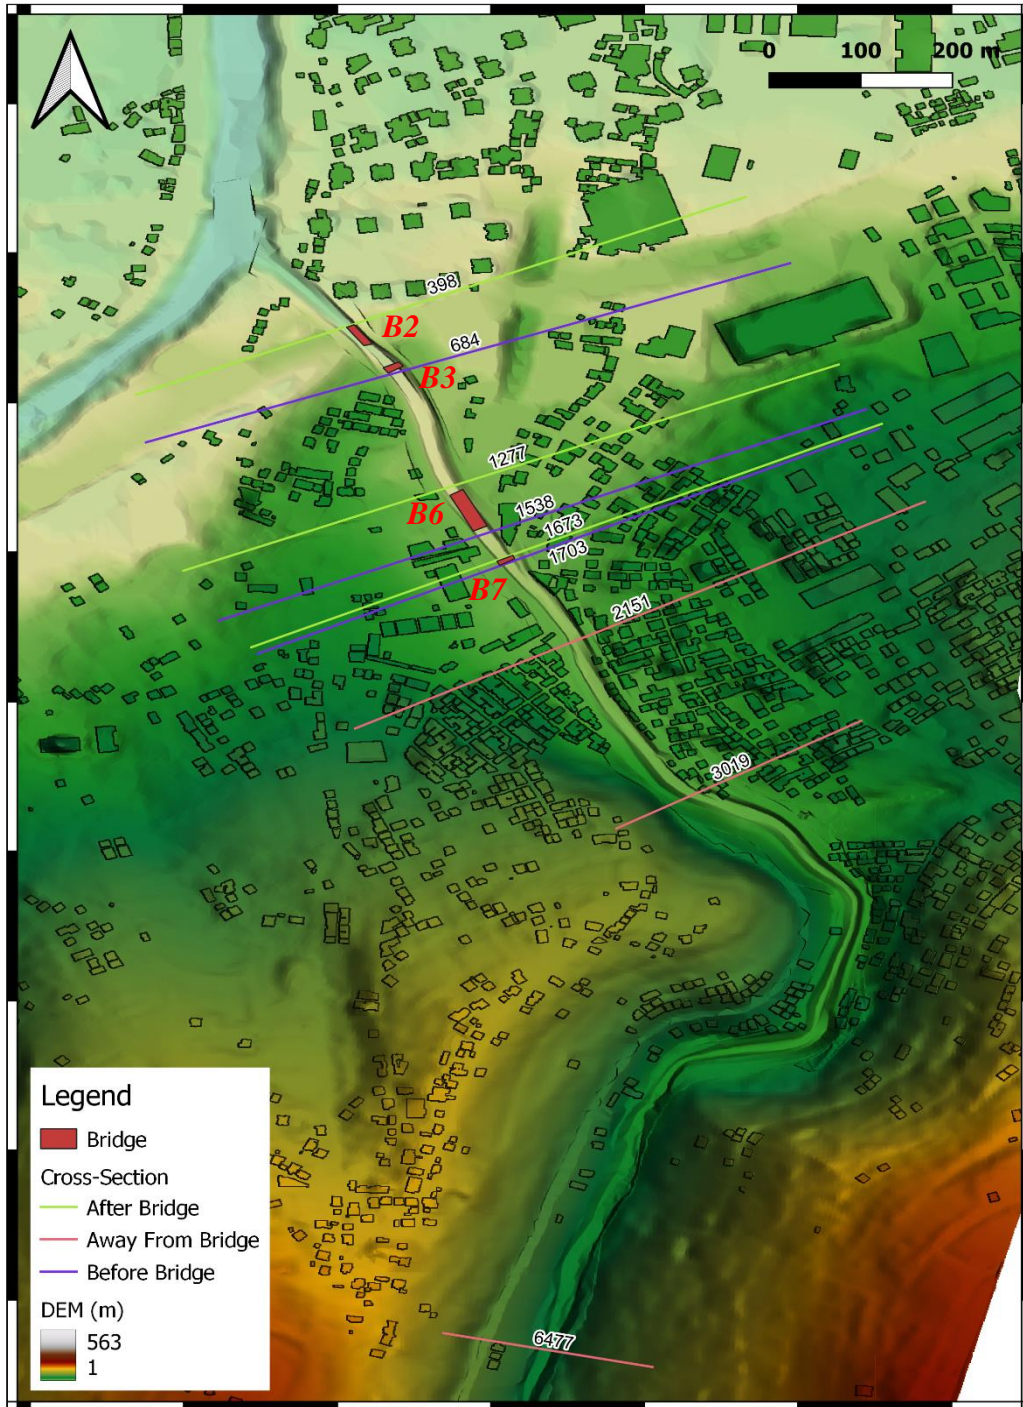 0 100 200 m
398
B2
684
B3
1277
B6
1538
1673
1703
B7
2151
3019
Legend
Bridge
Cross-Section
After Bridge
Away From Bridge
Before Bridge
DEM (m)
563
1
6477